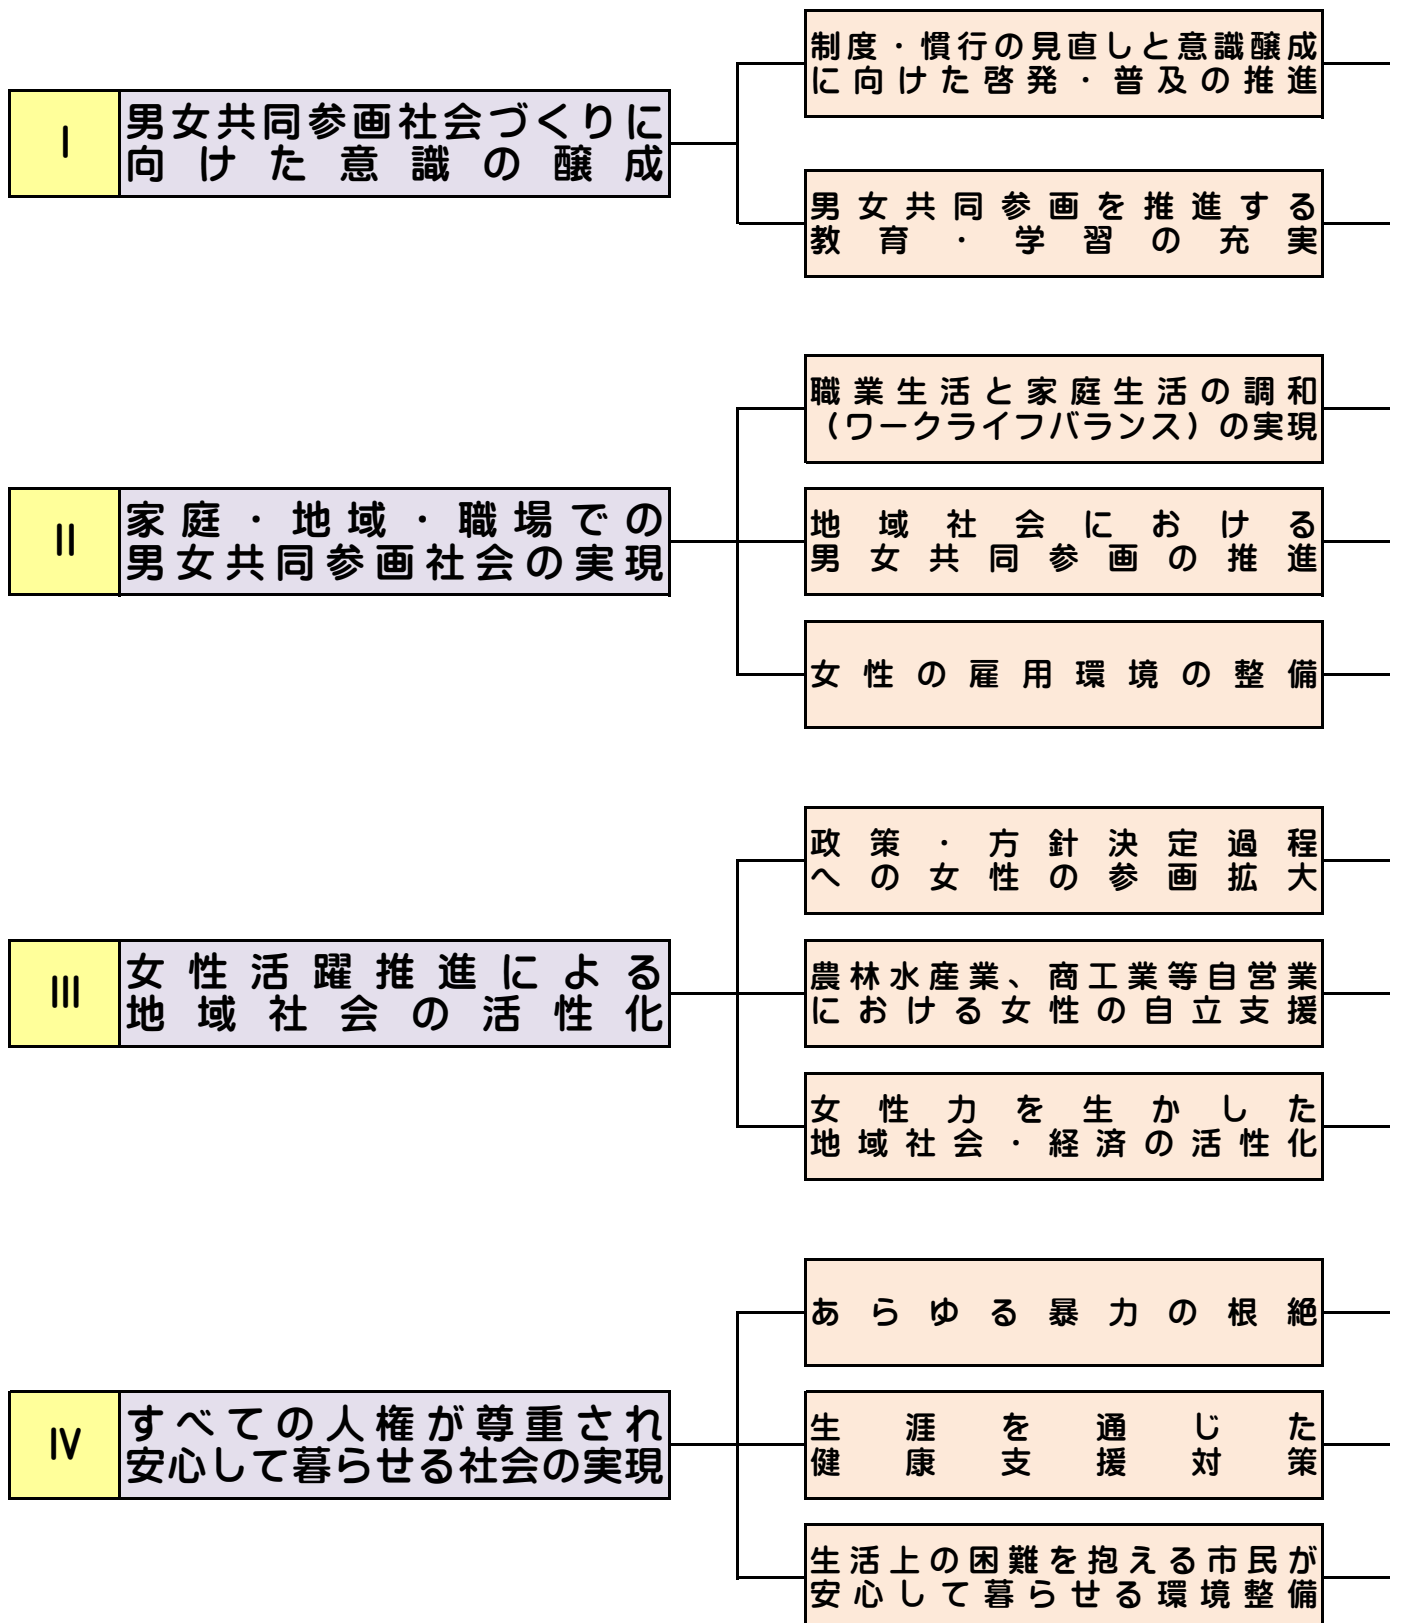 I
男女共同参画社会づくりに
向けた意識の醸成
制度・慣行の見直しと意識醸成
に向けた啓発・普及の推進
男女共同参画を推進する
教育・学習の充実
II
家庭・地域・職場での
男女共同参画社会の実現
職業生活と家庭生活の調和
（ワークライフバランス）の実現
地域社会における
男女共同参画の推進
女性の雇用環境の整備
III
女性活躍推進による
地域社会の活性化
政策・方針決定過程
への女性の参画拡大
農林水産業、商工業等自営業
における女性の自立支援
女性力を生かした
地域社会・経済の活性化
IV
すべての人権が尊重され
安心して暮らせる社会の実現
あらゆる暴力の根絶
生涯を通じた
健康支援対策
生活上の困難を抱える市民が
安心して暮らせる環境整備